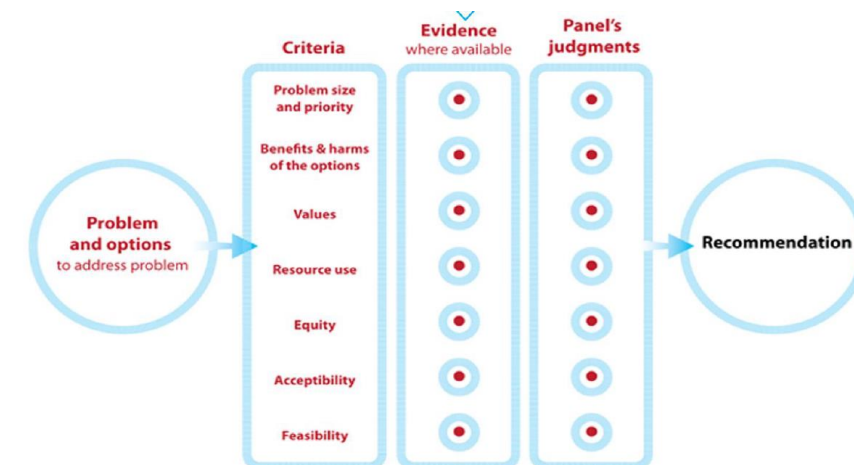 Criteria
Evidence
where available
Panel's
judgments
Problem
and options
to address problem
Problem size
and priority
Benefits & harms
of the options
Values
Resource use
Equity
Acceptibility
Feasibility
Recommendation